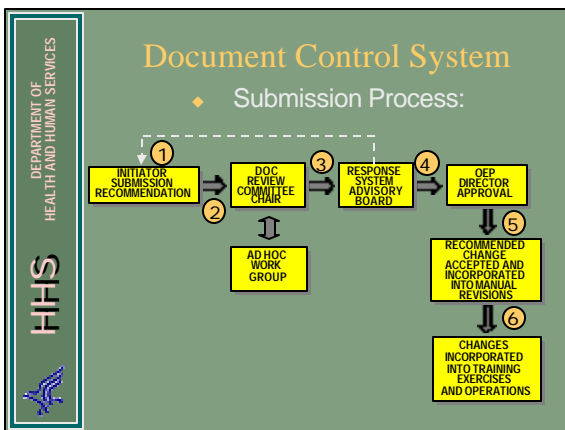 DEPARTMENT OF
HEALTH AND HUMAN SERVICES
HHS
Document Control System
Submission Process:
1
INITIATOR
SUBMISSION
RECOMMENDATION
2
DOC
REVIEW
COMMITTEE
CHAIR
AD HOC
WORK
GROUP
3
RESPONSE
SYSTEM
ADVISORY
BOARD
4
OEP
DIRECTOR
APPROVAL
5
RECOMMENDED
CHANGE
ACCEPTED AND
INCORPORATED
INTO MANUAL
REVISIONS
6
CHANGES
INCORPORATED
INTO TRAINING
EXERCISES
AND OPERATIONS